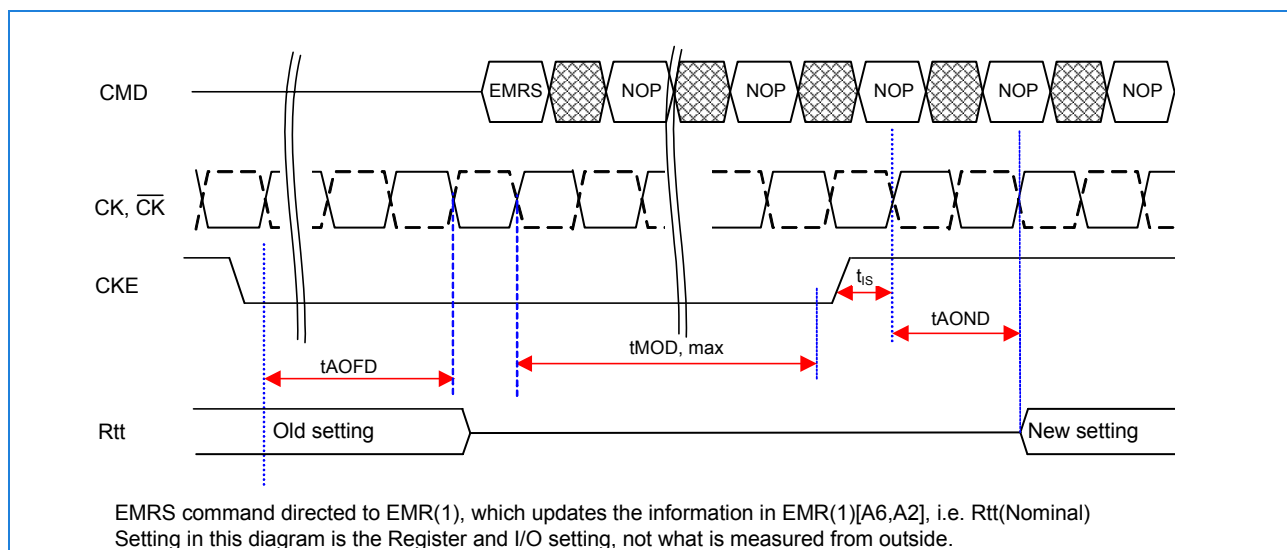 CMD
EMRS NOP NOP NOP NOP NOP
CK, C̅K̅
CKE
tIS
tAOND
tMOD, max
tAOFD
Rtt
Old setting
New setting
EMRS command directed to EMR(1), which updates the information in EMR(1)[A6,A2], i.e. Rtt(Nominal)
Setting in this diagram is the Register and I/O setting, not what is measured from outside.